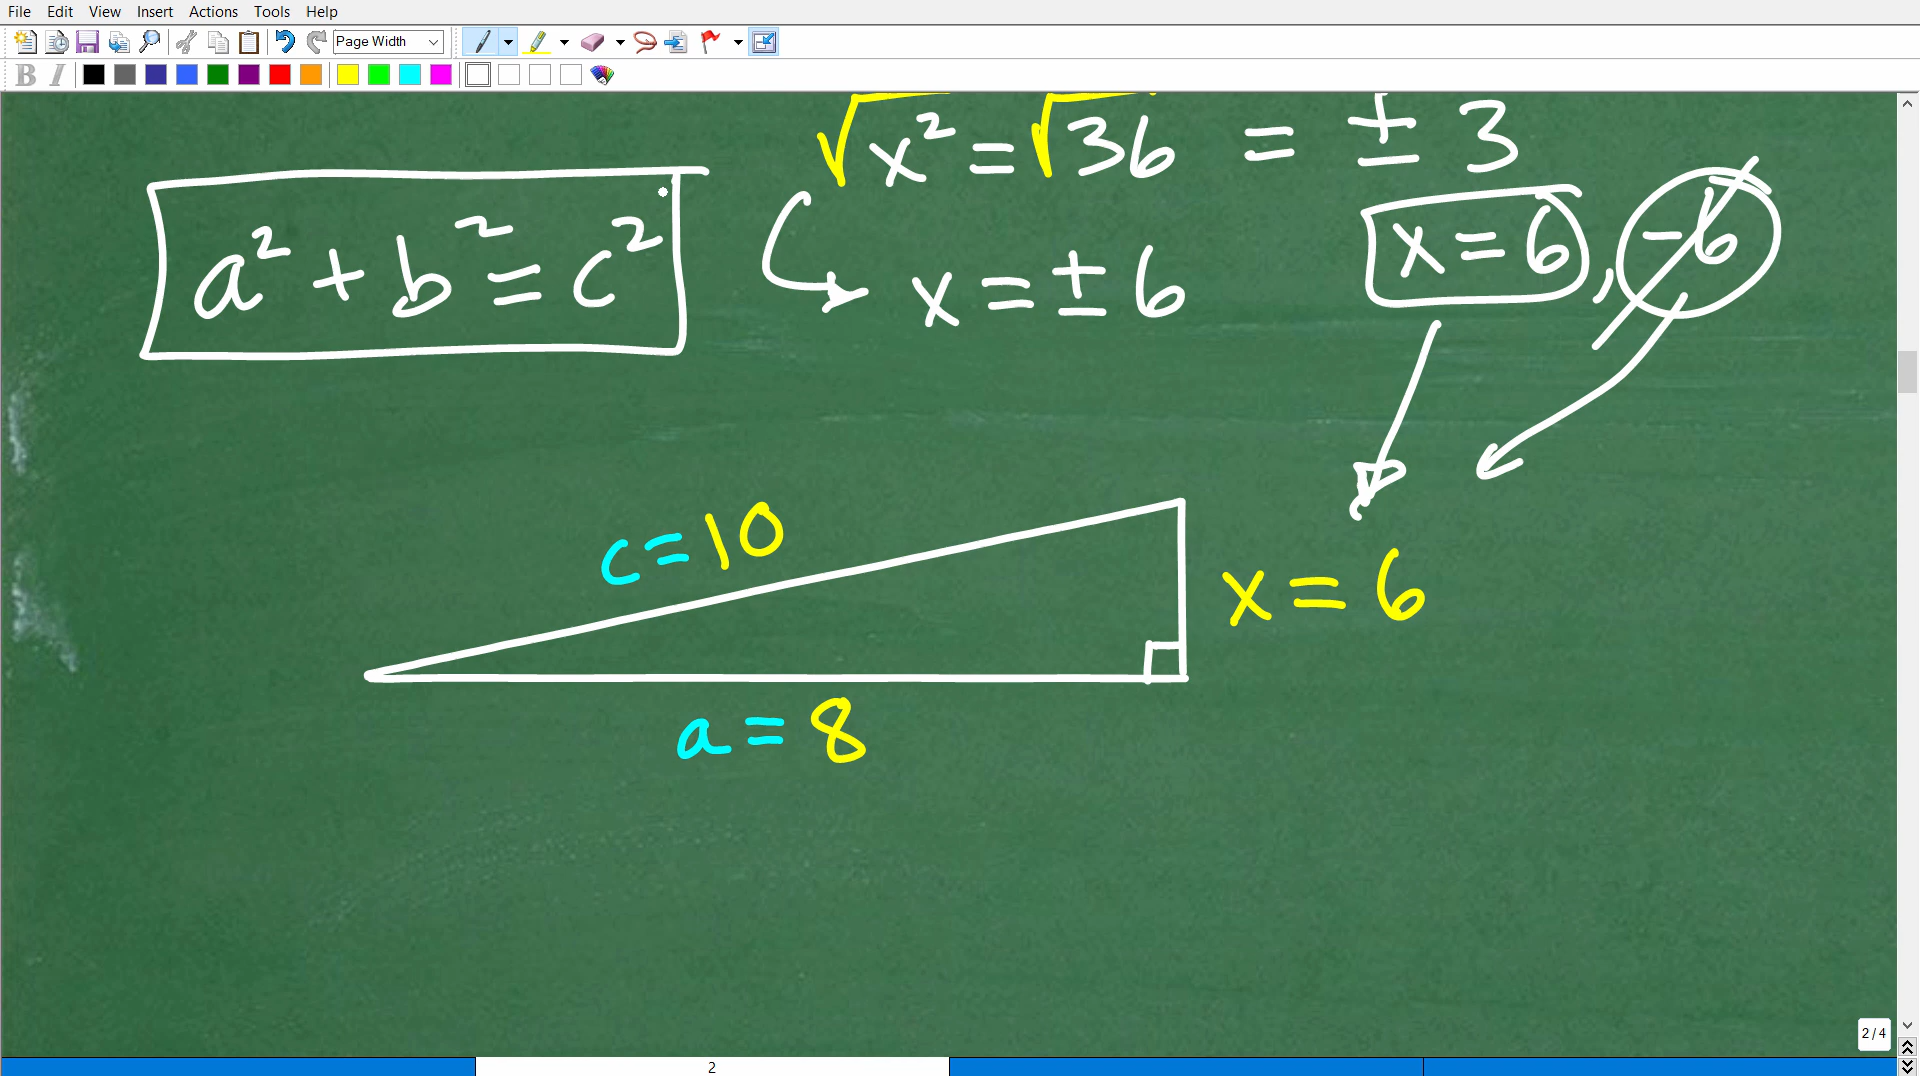 File Edit View Insert Actions Tools Help
Page Width
B I
√x² = √36 = ± 3
a² + b² = c²
x = ± 6
x = 6, -6
c = 10
x = 6
a = 8
2 / 4
2